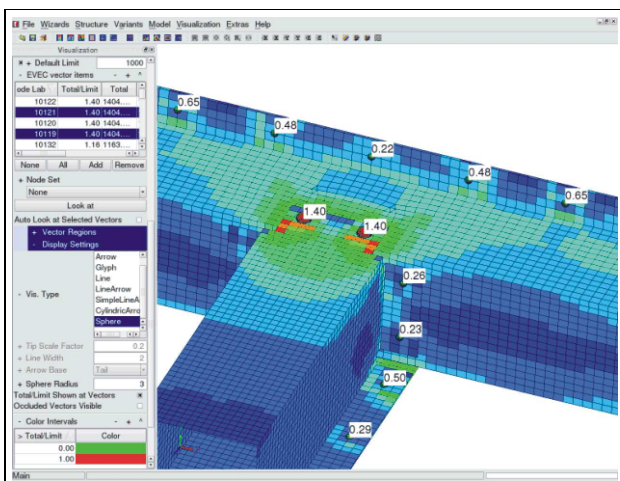 File Wizards Structure Variants Model Visualization Extras Help
Visualization
+ Default Limit 1000
- EVEC vector items - + ^
ode Lab Total/Limit Total
10122 1.40 1404....
10121 1.40 1404....
10120 1.40 1404....
10119 1.40 1404....
10132 1.16 1163....
None All Add Remove
+ Node Set
None
Look at
Auto Look at Selected Vectors
+ Vector Regions
- Display Settings
Arrow
Glyph
Line
LineArrow
SimpleLineA
CylindricArro
Sphere
- Vis. Type
+ Tip Scale Factor 0.2
+ Line Width 2
+ Arrow Base Tail
+ Sphere Radius 3
Total/Limit Shown at Vectors
Occluded Vectors Visible
- Color Intervals - + ^
> Total/Limit / Color
0.00
1.00
Main
0.65
0.48
0.22
0.48
0.65
1.40
1.40
0.26
0.23
0.50
0.29